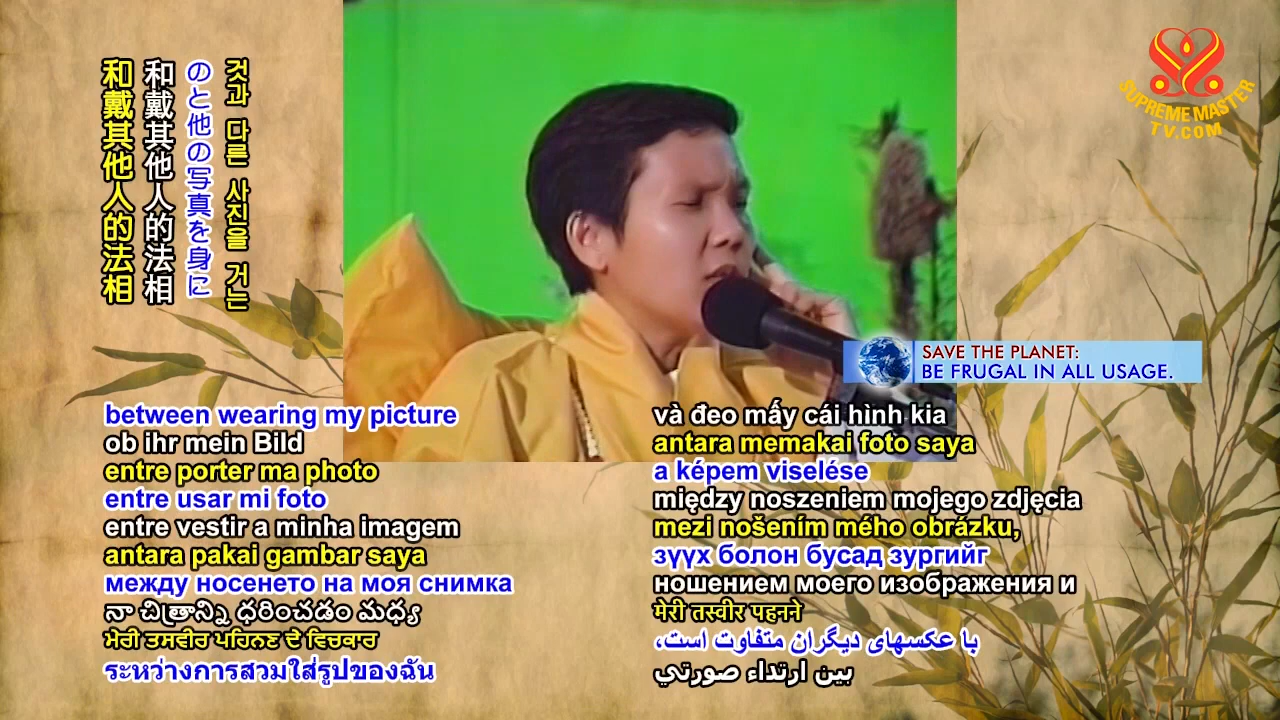 和戴其他人的法相
和戴其他人的法相
のと他の写真を身に
것과 다른 사진을 거는
SUPREME MASTER
TV.COM
SAVE THE PLANET:
BE FRUGAL IN ALL USAGE.
between wearing my picture
ob ihr mein Bild
entre porter ma photo
entre usar mi foto
entre vestir a minha imagem
antara pakai gambar saya
между носенето на моя снимка
నా చిత్రాన్ని ధరించడం మధ్య
ਮੇਰੀ ਤਸਵੀਰ ਪਹਿਨਣ ਦੇ ਵਿਚਕਾਰ
ระหว่างการสวมใส่รูปของฉัน
và đeo mấy cái hình kia
antara memakai foto saya
a képem viselése
między noszeniem mojego zdjęcia
mezi nošením mého obrázku,
зүүх болон бусад зургийг
ношением моего изображения и
मेरी तस्वीर पहनने
با عکسهای دیگران متفاوت است،
بين ارتداء صورتي